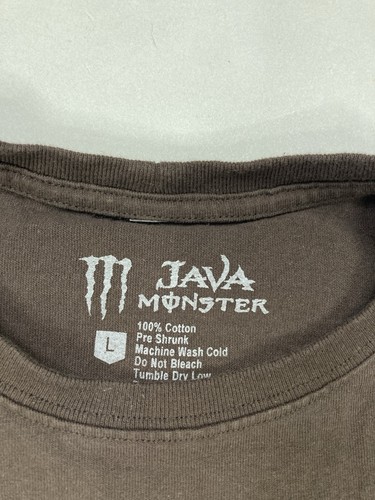 JAVA
MONSTER
L
100% Cotton
Pre Shrunk
Machine Wash Cold
Do Not Bleach
Tumble Dry Low